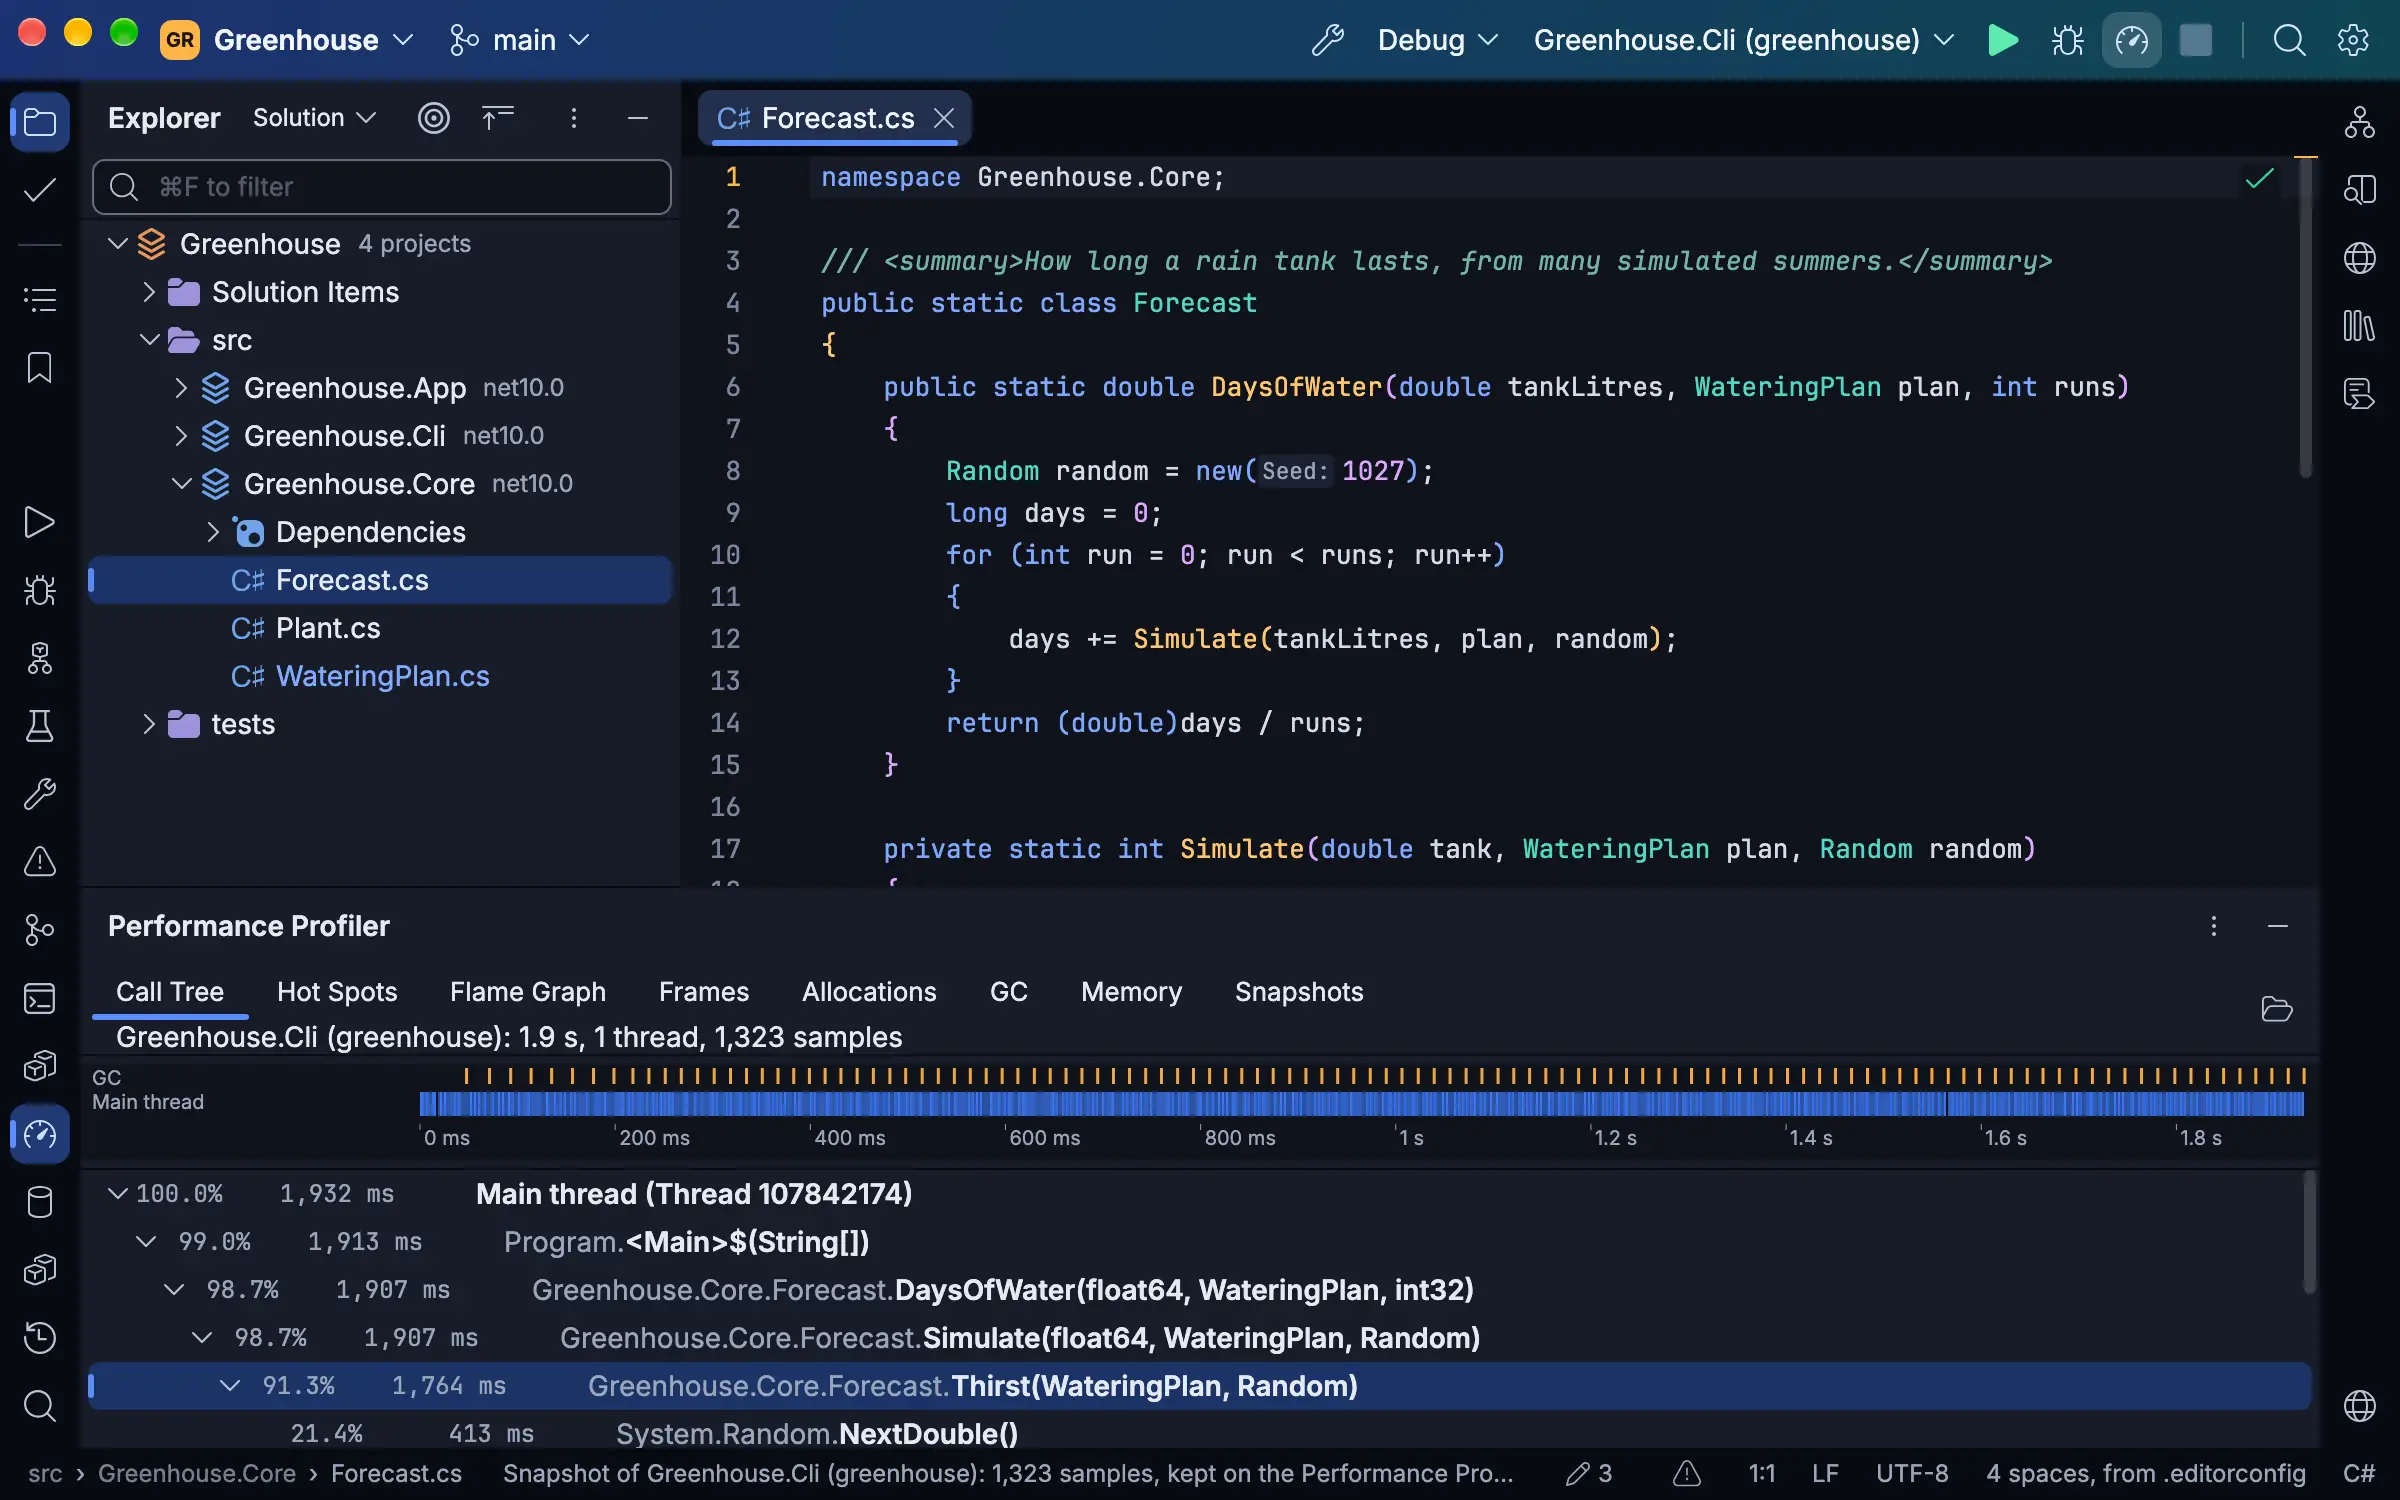 GR Greenhouse main Debug Greenhouse.Cli (greenhouse)
Explorer Solution
⌘F to filter
Greenhouse 4 projects
Solution Items
src
Greenhouse.App net10.0
Greenhouse.Cli net10.0
Greenhouse.Core net10.0
Dependencies
C# Forecast.cs
C# Plant.cs
C# WateringPlan.cs
tests
C# Forecast.cs
1 namespace Greenhouse.Core;
2
3 /// <summary>How long a rain tank lasts, from many simulated summers.</summary>
4 public static class Forecast
5 {
6 public static double DaysOfWater(double tankLitres, WateringPlan plan, int runs)
7 {
8 Random random = new(Seed: 1027);
9 long days = 0;
10 for (int run = 0; run < runs; run++)
11 {
12 days += Simulate(tankLitres, plan, random);
13 }
14 return (double)days / runs;
15 }
16
17 private static int Simulate(double tank, WateringPlan plan, Random random)
Performance Profiler
Call Tree Hot Spots Flame Graph Frames Allocations GC Memory Snapshots
Greenhouse.Cli (greenhouse): 1.9 s, 1 thread, 1,323 samples
GC
Main thread
0 ms 200 ms 400 ms 600 ms 800 ms 1 s 1.2 s 1.4 s 1.6 s 1.8 s
100.0% 1,932 ms Main thread (Thread 107842174)
99.0% 1,913 ms Program.<Main>$(String[])
98.7% 1,907 ms Greenhouse.Core.Forecast.DaysOfWater(float64, WateringPlan, int32)
98.7% 1,907 ms Greenhouse.Core.Forecast.Simulate(float64, WateringPlan, Random)
91.3% 1,764 ms Greenhouse.Core.Forecast.Thirst(WateringPlan, Random)
21.4% 413 ms System.Random.NextDouble()
src › Greenhouse.Core › Forecast.cs Snapshot of Greenhouse.Cli (greenhouse): 1,323 samples, kept on the Performance Pro... 3 1:1 LF UTF-8 4 spaces, from .editorconfig C#